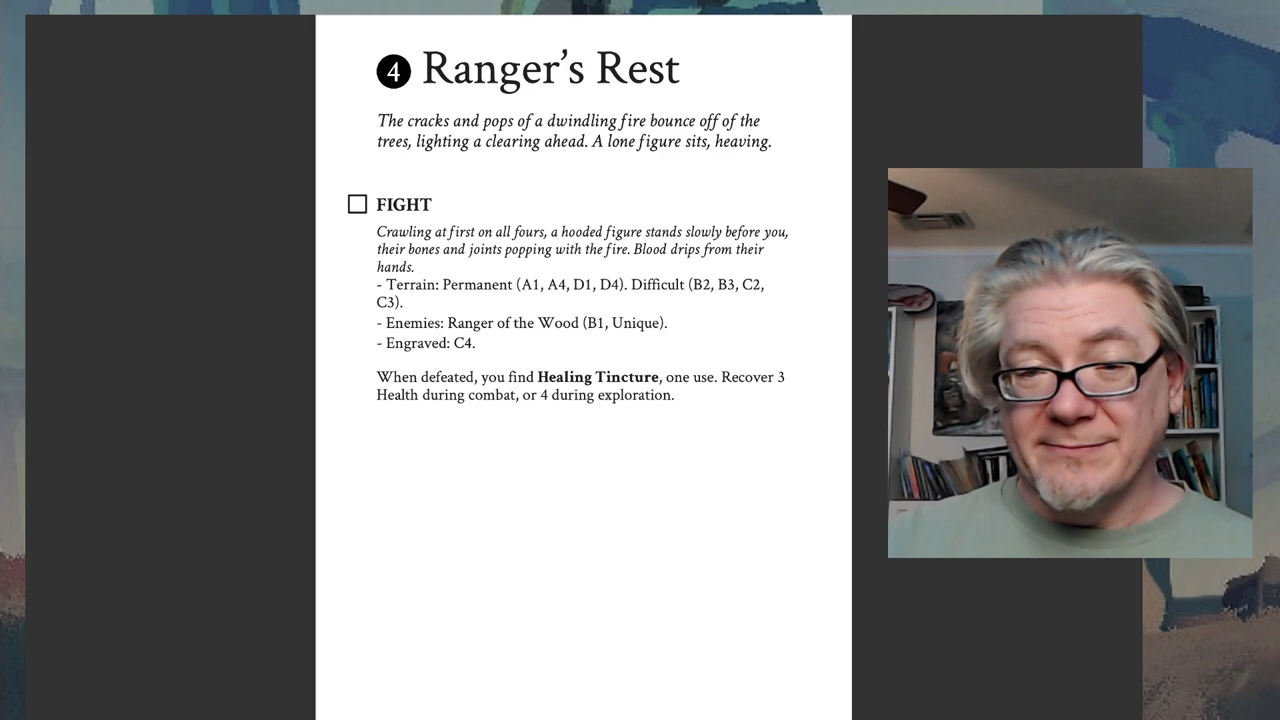 4 Ranger’s Rest
The cracks and pops of a dwindling fire bounce off of the
trees, lighting a clearing ahead. A lone figure sits, heaving.
FIGHT
Crawling at first on all fours, a hooded figure stands slowly before you,
their bones and joints popping with the fire. Blood drips from their
hands.
- Terrain: Permanent (A1, A4, D1, D4). Difficult (B2, B3, C2,
C3).
- Enemies: Ranger of the Wood (B1, Unique).
- Engraved: C4.
When defeated, you find Healing Tincture, one use. Recover 3
Health during combat, or 4 during exploration.